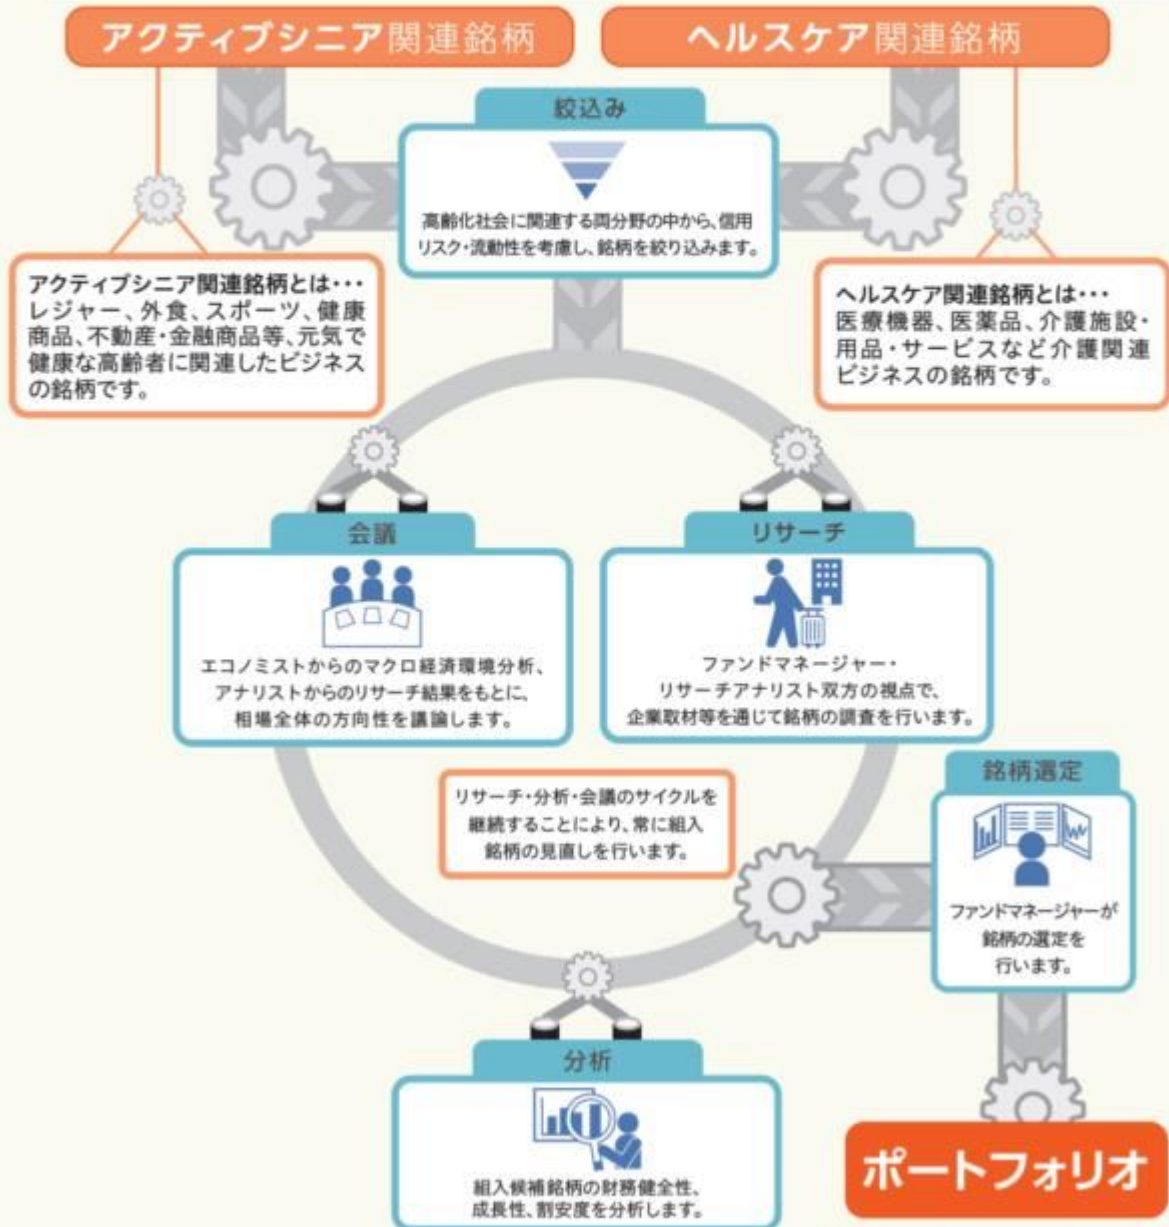 アクティブシニア関連銘柄
ヘルスケア関連銘柄
絞込み
高齢化社会に関連する両分野の中から、信用
リスク・流動性を考慮し、銘柄を絞り込みます。
アクティブシニア関連銘柄とは・・・
レジャー、外食、スポーツ、健康
商品、不動産・金融商品等、元気で
健康な高齢者に関連したビジネス
の銘柄です。
ヘルスケア関連銘柄とは・・・
医療機器、医薬品、介護施設・
用品・サービスなど介護関連
ビジネスの銘柄です。
会議
エコノミストからのマクロ経済環境分析、
アナリストからのリサーチ結果をもとに、
相場全体の方向性を議論します。
リサーチ
ファンドマネージャー・
リサーチアナリスト双方の視点で、
企業取材等を通じて銘柄の調査を行います。
リサーチ・分析・会議のサイクルを
継続することにより、常に組入
銘柄の見直しを行います。
銘柄選定
ファンドマネージャーが
銘柄の選定を
行います。
分析
組入候補銘柄の財務健全性、
成長性、割安度を分析します。
ポートフォリオ